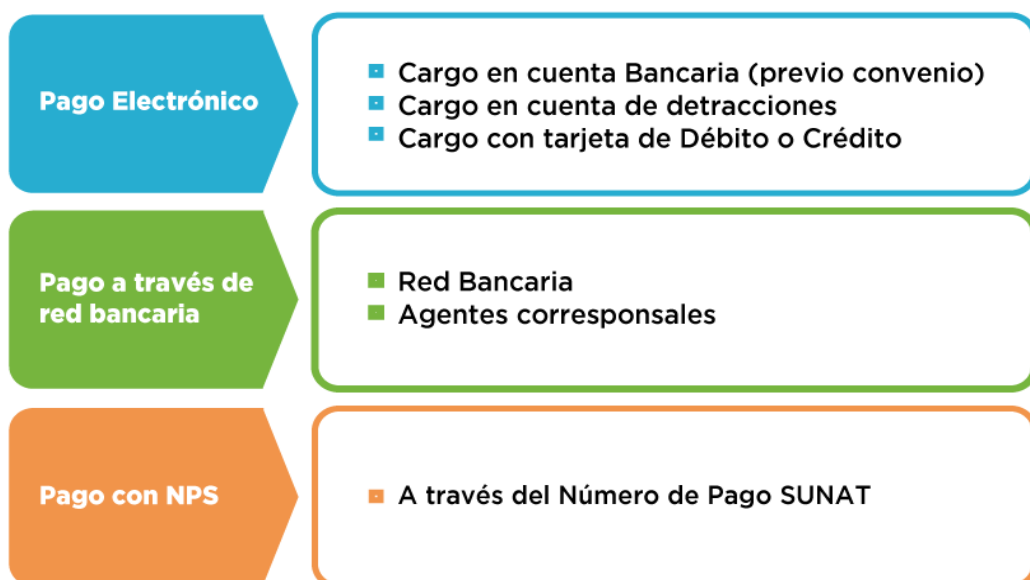 Pago Electrónico
Cargo en cuenta Bancaria (previo convenio)
Cargo en cuenta de detracciones
Cargo con tarjeta de Débito o Crédito
Pago a través de
red bancaria
Red Bancaria
Agentes corresponsales
Pago con NPS
A través del Número de Pago SUNAT